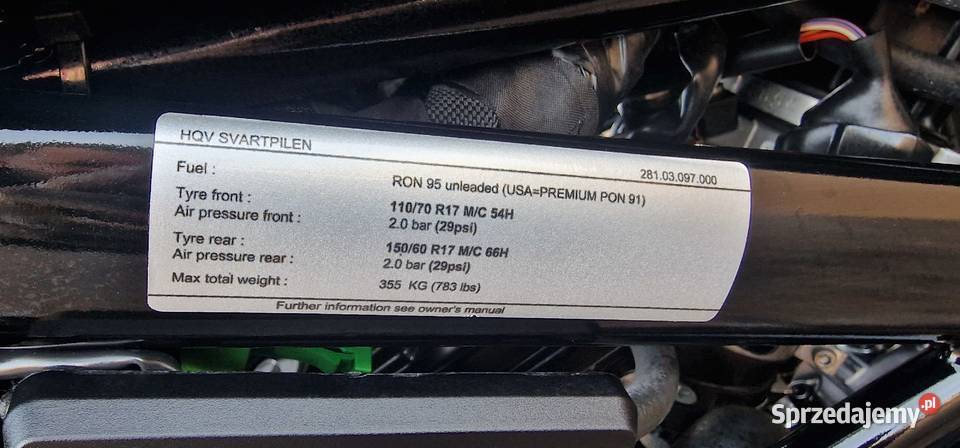 HQV SVARTPILEN
281.03.097.000
Fuel : RON 95 unleaded (USA=PREMIUM PON 91)
Tyre front : 110/70 R17 M/C 54H
Air pressure front : 2.0 bar (29psi)
Tyre rear : 150/60 R17 M/C 66H
Air pressure rear : 2.0 bar (29psi)
Max total weight : 355 KG (783 lbs)
Further information see owner's manual
Sprzedajemy.pl